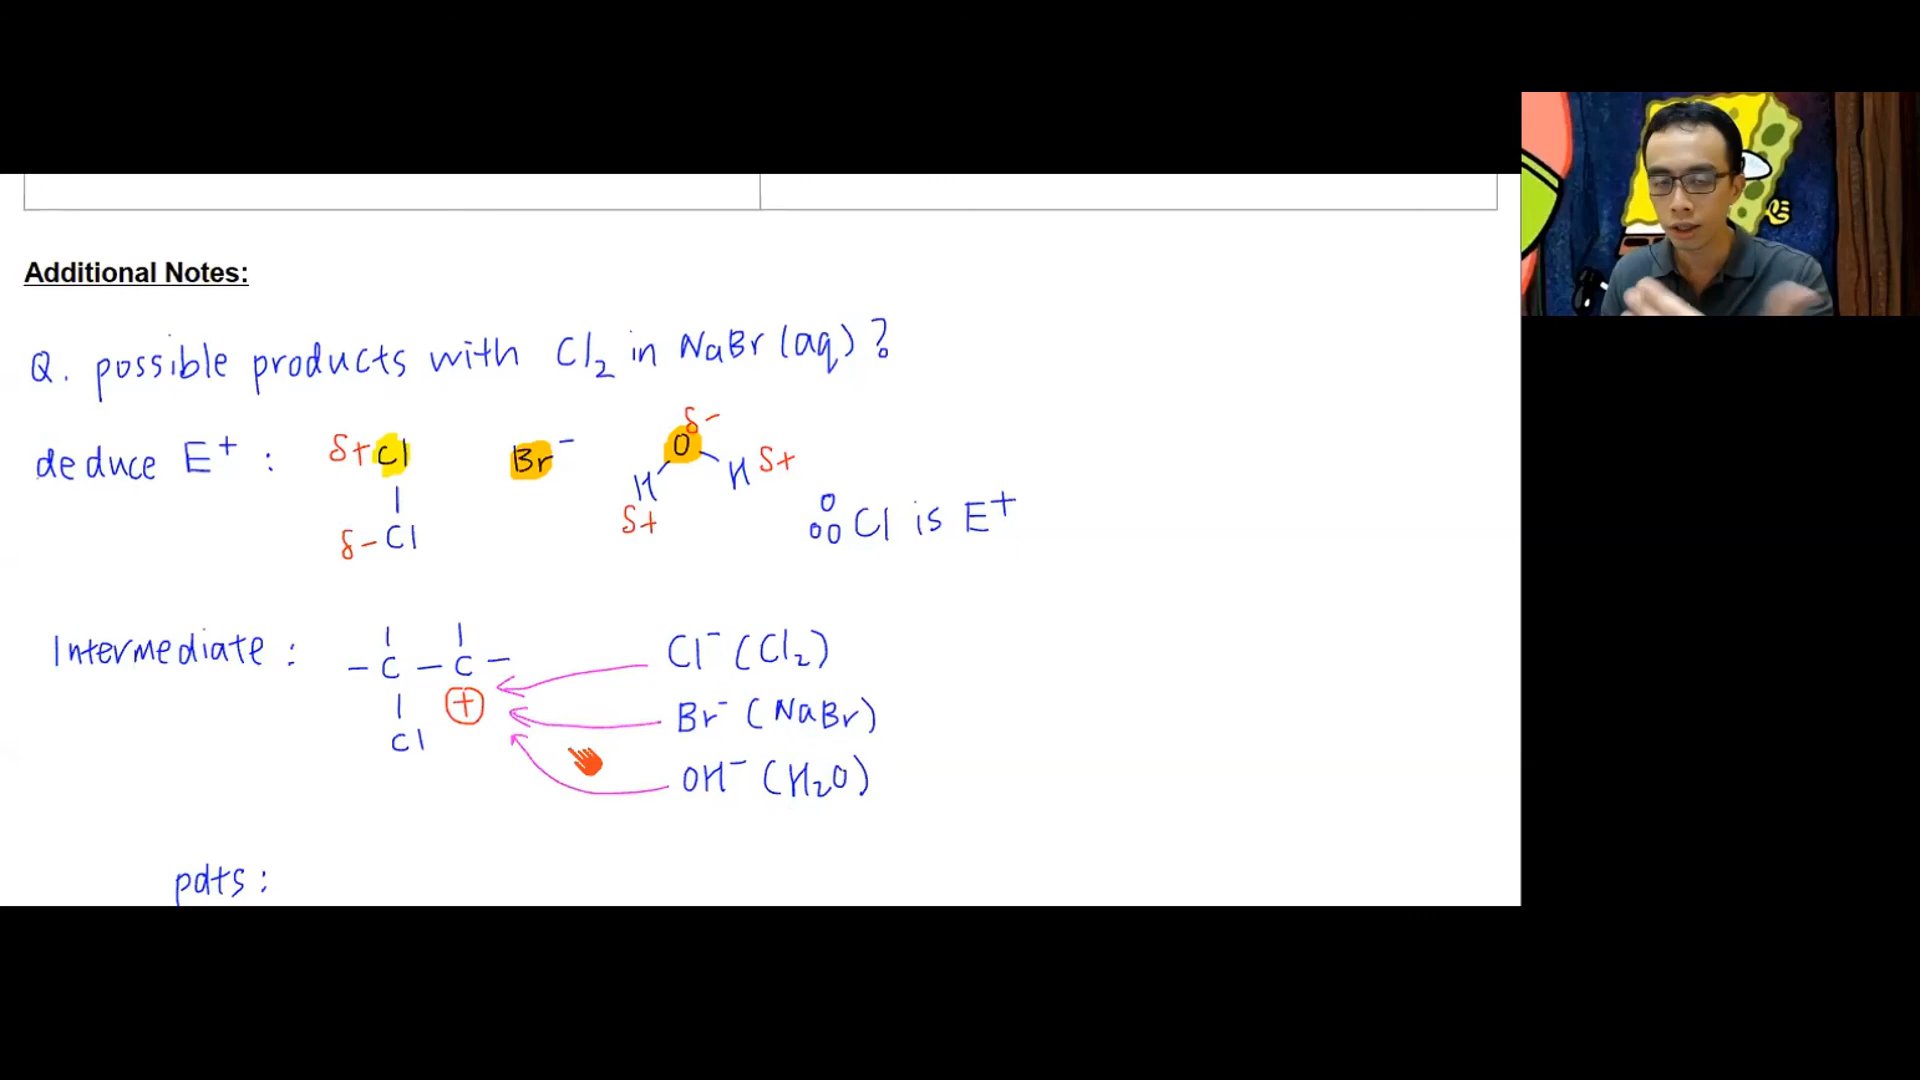 Additional Notes:
Q. possible products with Cl₂ in NaBr (aq)?
deduce E⁺ : δ+ Cl Br⁻ O δ-
δ- Cl H δ+ H δ+
∴ Cl is E⁺
Intermediate : - C - C - Cl⁻ (Cl₂)
+ Br⁻ (NaBr)
Cl OH⁻ (H₂O)
pdts :